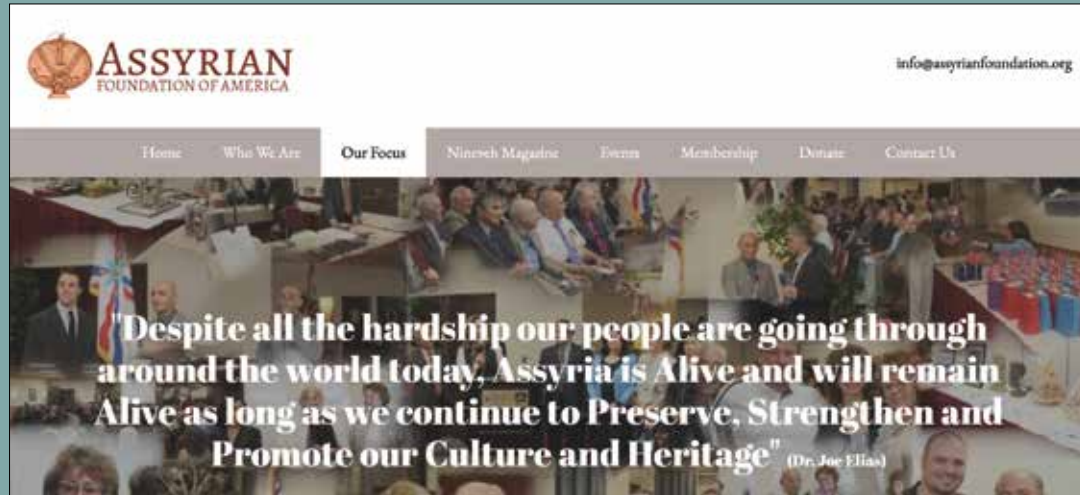 ASSYRIAN
FOUNDATION OF AMERICA
info@assyrianfoundation.org
Home Who We Are Our Focus Nineveh Magazine Events Membership Donate Contact Us
"Despite all the hardship our people are going through
around the world today, Assyria is Alive and will remain
Alive as long as we continue to Preserve, Strengthen and
Promote our Culture and Heritage" (Dr. Joe Elias)